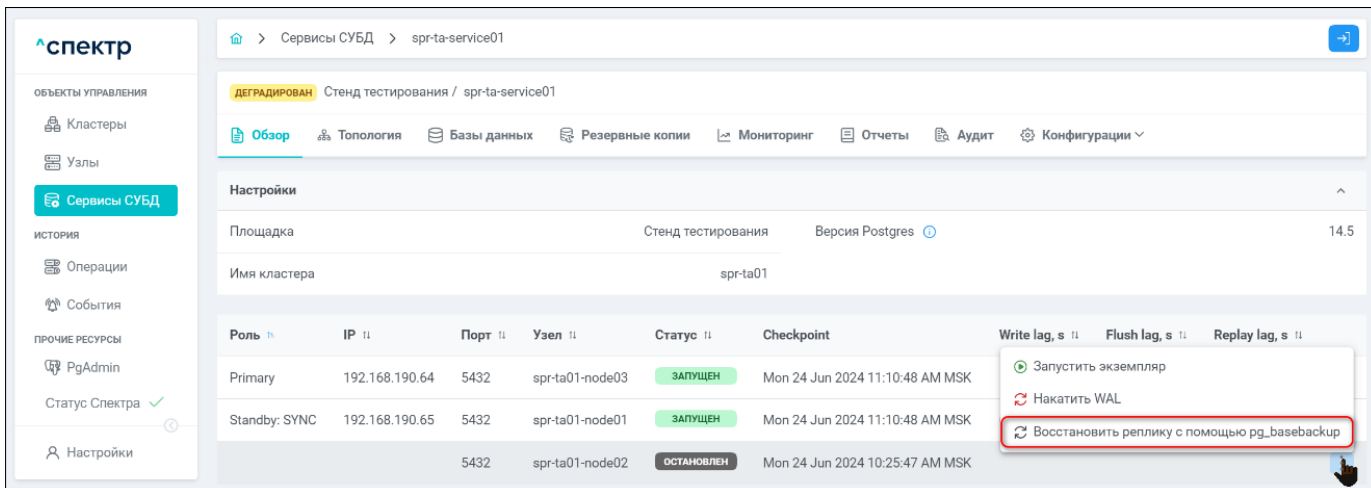 ^спектр
ОБЪЕКТЫ УПРАВЛЕНИЯ
Кластеры
Узлы
Сервисы СУБД
ИСТОРИЯ
Операции
События
ПРОЧИЕ РЕСУРСЫ
PgAdmin
Статус Спектра
Настройки
> Сервисы СУБД > spr-ta-service01
ДЕГРАДИРОВАН Стенд тестирования / spr-ta-service01
Обзор Топология Базы данных Резервные копии Мониторинг Отчеты Аудит Конфигурации
Настройки
Площадка Стенд тестирования Версия Postgres 14.5
Имя кластера spr-ta01
Роль IP Порт Узел Статус Checkpoint Write lag, s Flush lag, s Replay lag, s
Primary 192.168.190.64 5432 spr-ta01-node03 ЗАПУЩЕН Mon 24 Jun 2024 11:10:48 AM MSK
Standby: SYNC 192.168.190.65 5432 spr-ta01-node01 ЗАПУЩЕН Mon 24 Jun 2024 11:10:48 AM MSK
5432 spr-ta01-node02 ОСТАНОВЛЕН Mon 24 Jun 2024 10:25:47 AM MSK
Запустить экземпляр
Накатить WAL
Восстановить реплику с помощью pg_basebackup